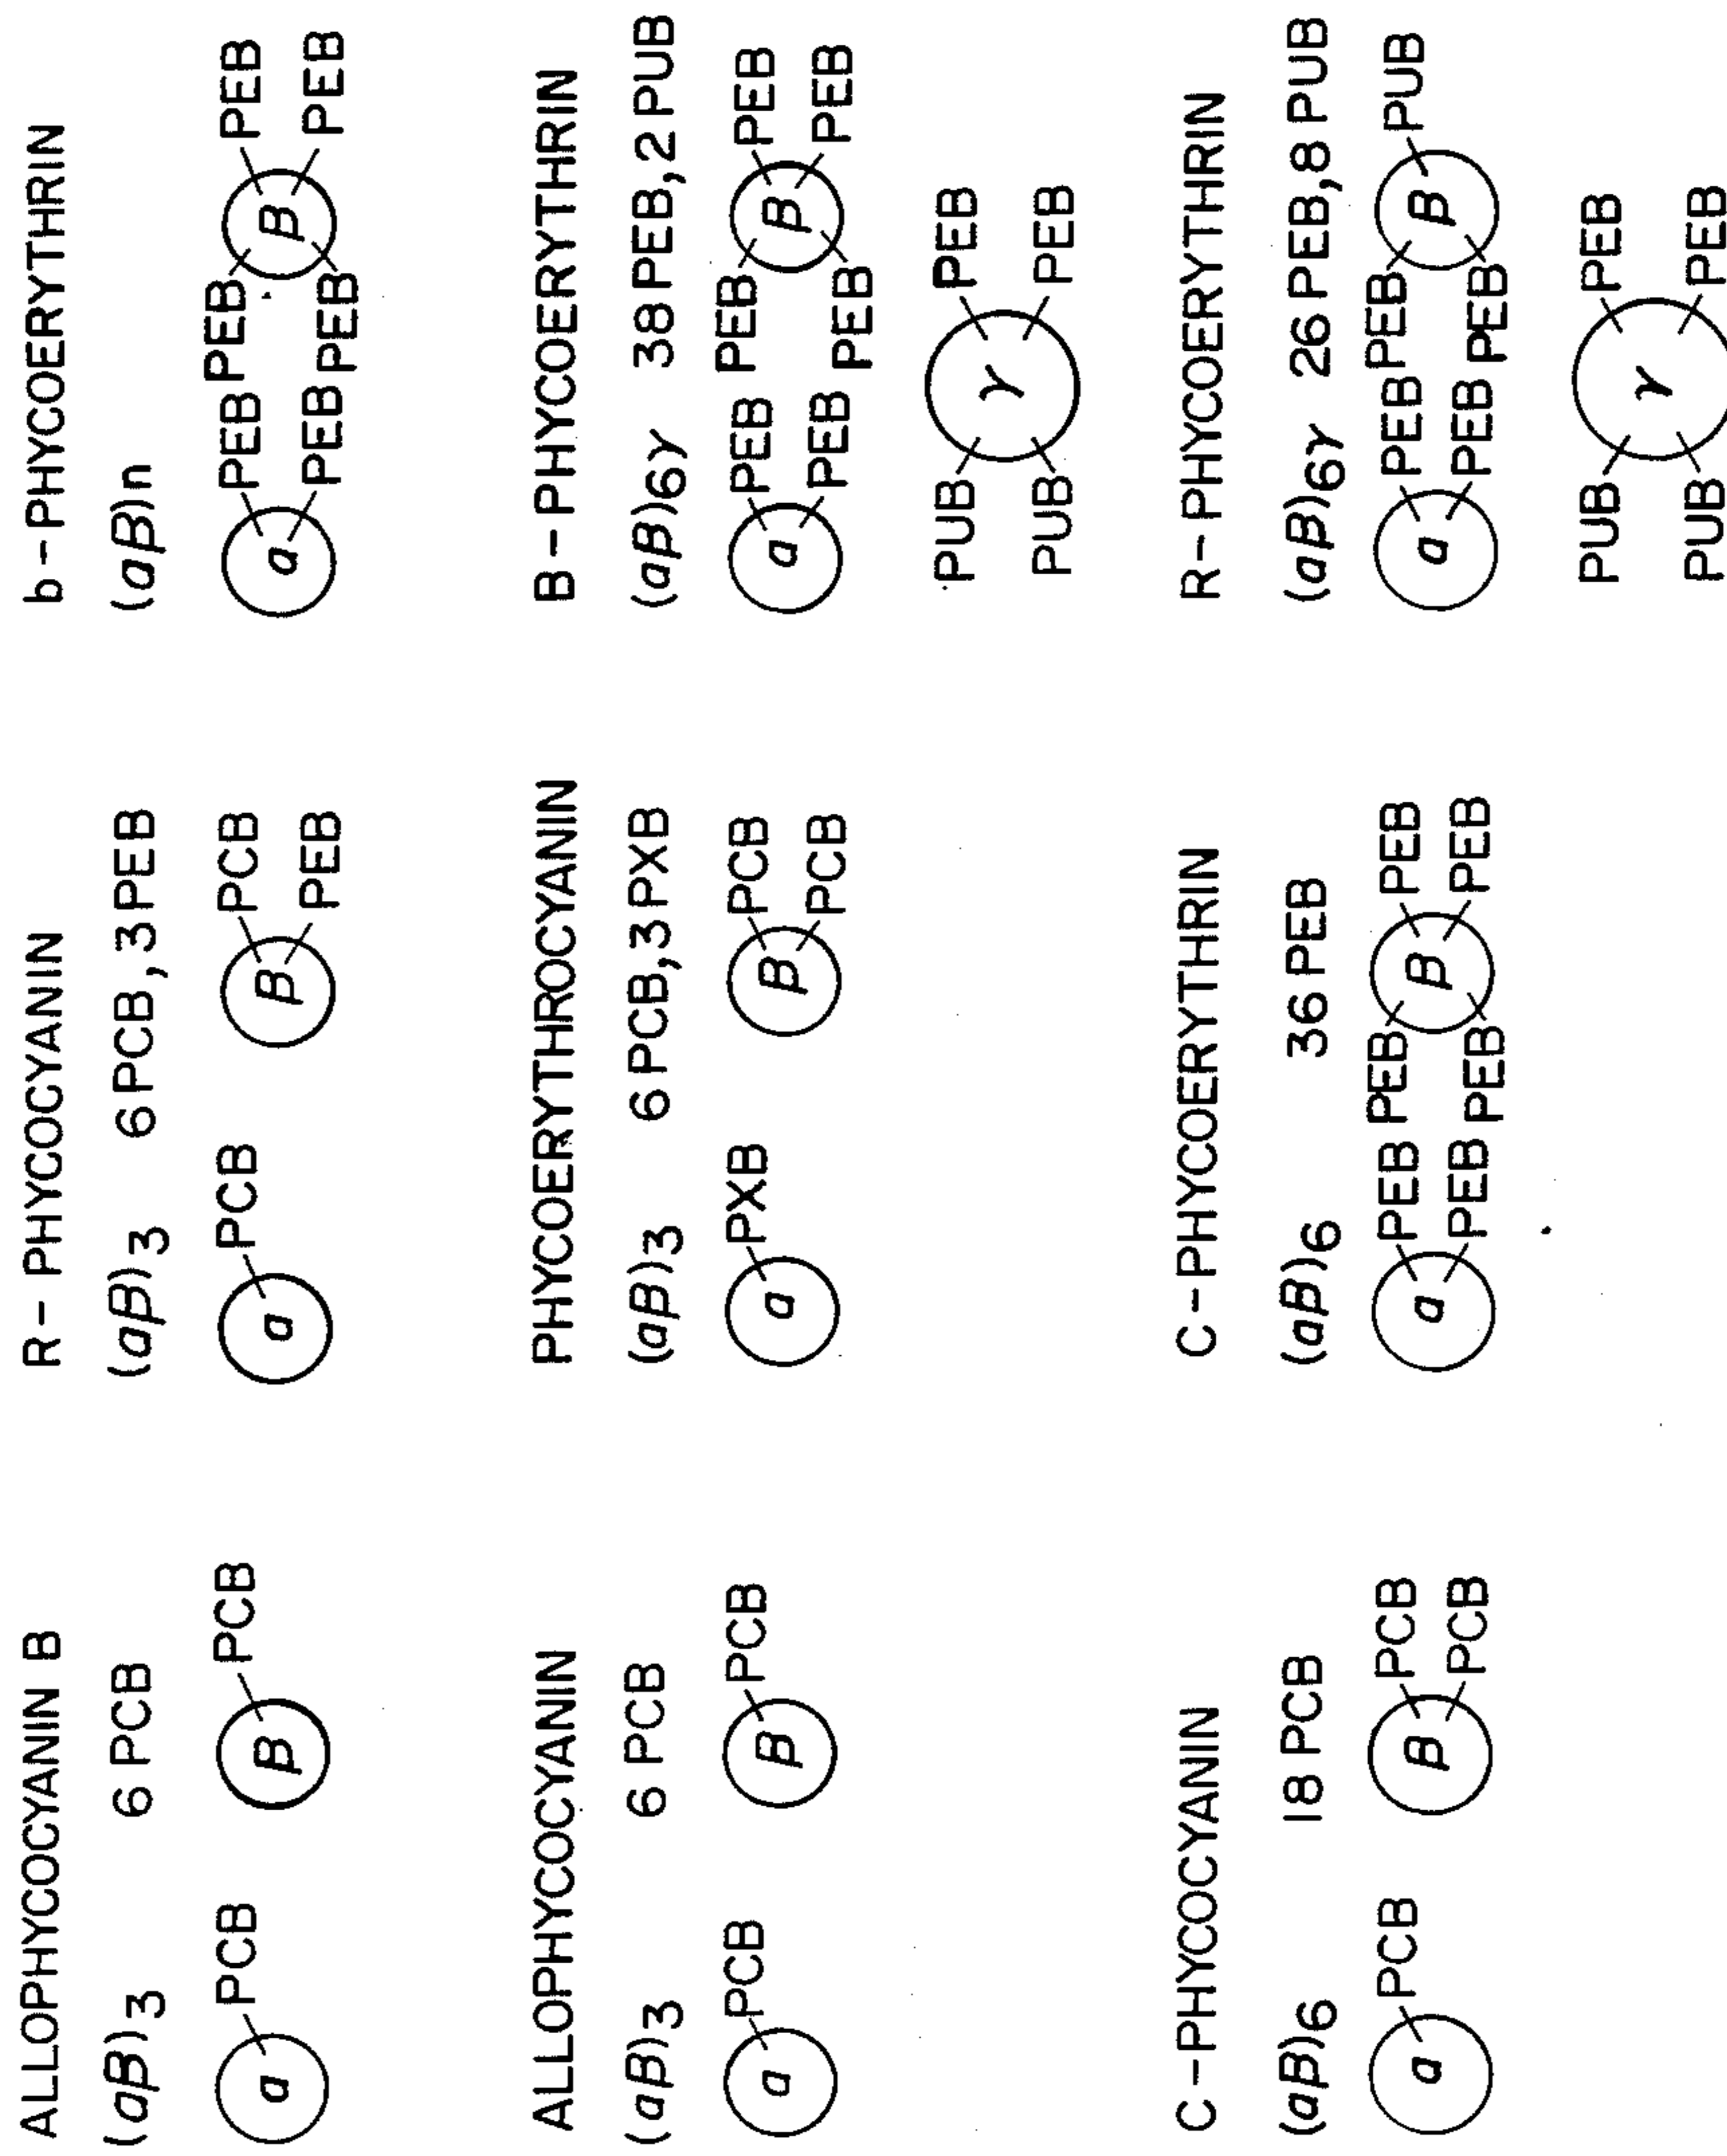 ALLOPHYCOCYANIN B
(αβ)3 6 PCB
PCB PCB
α β
R - PHYCOCYANIN
(αβ)3 6 PCB, 3 PEB
PCB PCB
α β
PEB
b - PHYCOERYTHRIN
(αβ)n
PEB PEB PEB
α β
PEB PEB PEB
ALLOPHYCOCYANIN
(αβ)3 6 PCB
PCB PCB
α β
PHYCOERYTHROCYANIN
(αβ)3 6 PCB, 3 PXB
PXB PCB
α β
PCB
B - PHYCOERYTHRIN
(αβ)6γ 38 PEB, 2 PUB
PEB PEB PEB
α β
PEB PEB PEB
PUB PEB
γ
PUB PEB
C - PHYCOCYANIN
(αβ)6 18 PCB
PCB PCB
α β
PCB
C - PHYCOERYTHRIN
(αβ)6 36 PEB
PEB PEB PEB
α β
PEB PEB PEB
R - PHYCOERYTHRIN
(αβ)6γ 26 PEB, 8 PUB
PEB PEB PUB
α β
PEB PEB
PUB PEB
γ
PUB PEB